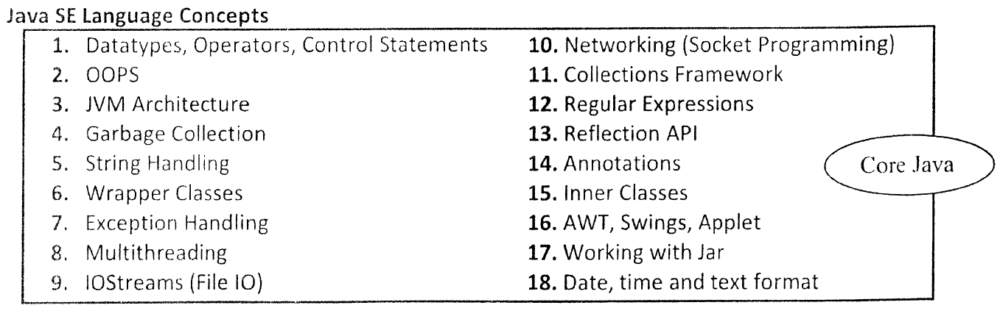 Java SE Language Concepts
1. Datatypes, Operators, Control Statements
2. OOPS
3. JVM Architecture
4. Garbage Collection
5. String Handling
6. Wrapper Classes
7. Exception Handling
8. Multithreading
9. IOStreams (File IO)
10. Networking (Socket Programming)
11. Collections Framework
12. Regular Expressions
13. Reflection API
14. Annotations
15. Inner Classes
16. AWT, Swings, Applet
17. Working with Jar
18. Date, time and text format
Core Java